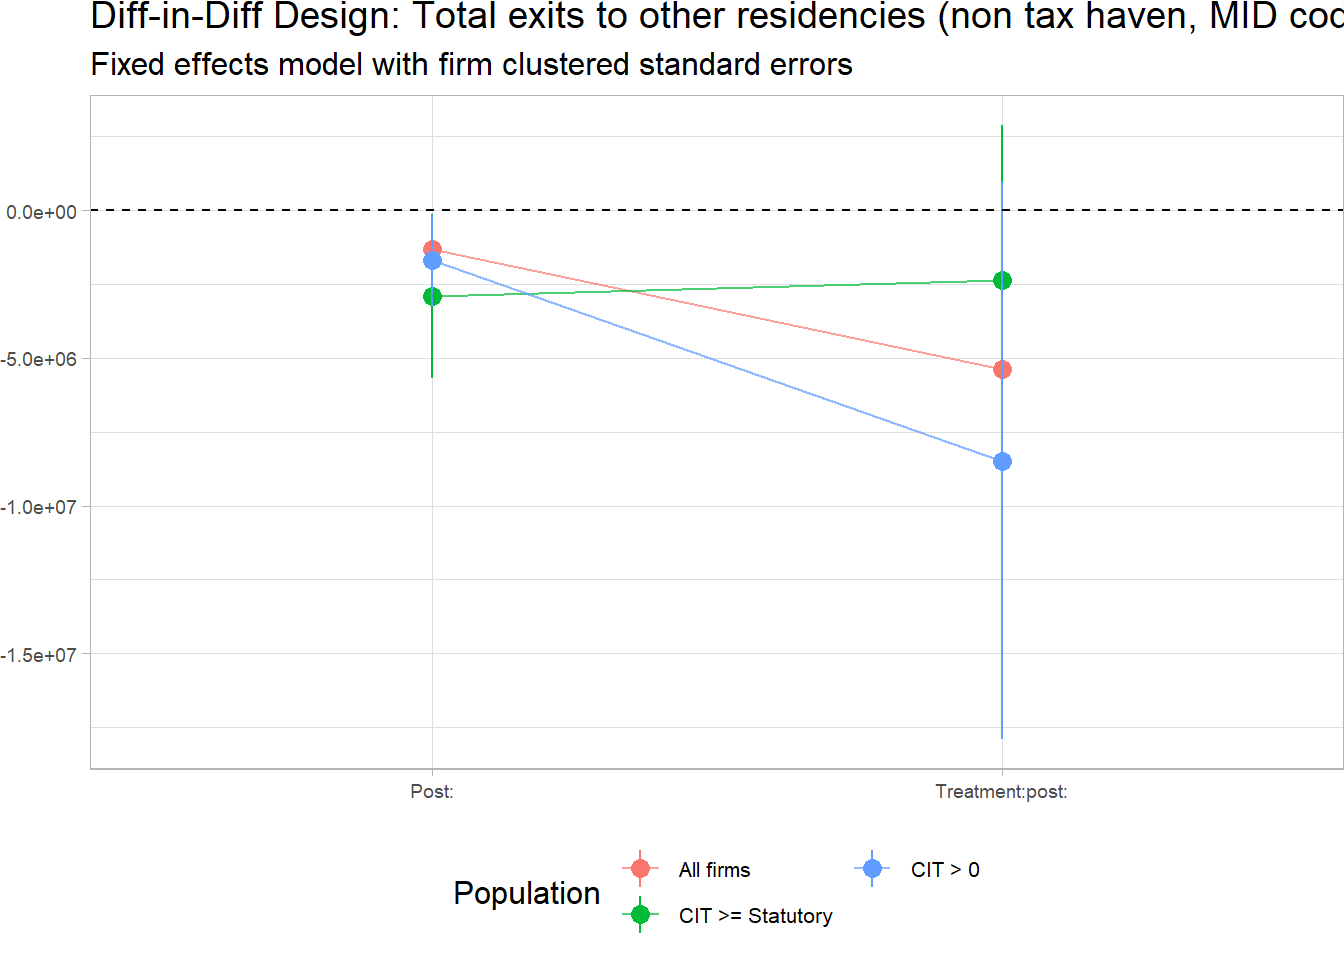 Diff-in-Diff Design: Total exits to other residencies (non tax haven, MID
Fixed effects model with firm clustered standard errors
0.0e+00
-5.0e+06
-1.0e+07
-1.5e+07
Post:
Treatment:post:
Population
All firms
CIT > 0
CIT >= Statutory